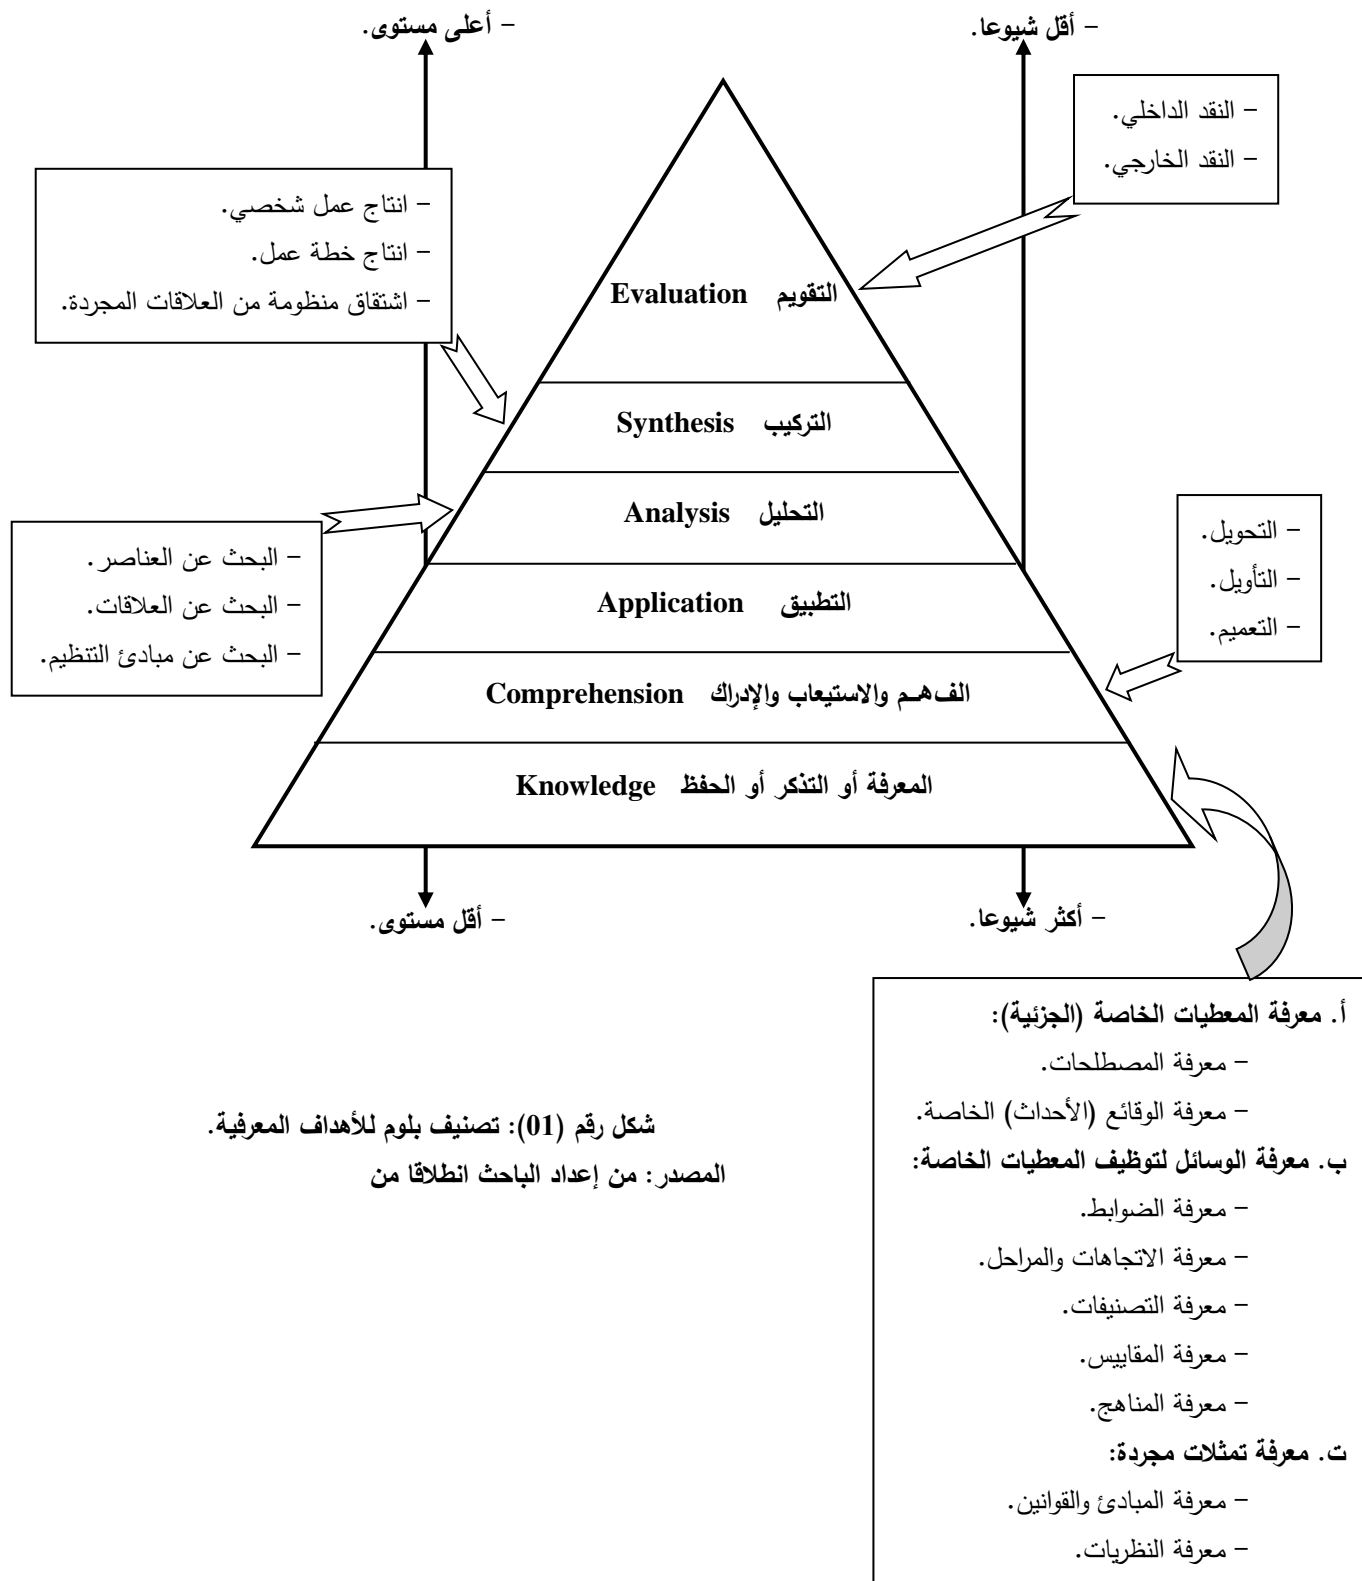 - أعلى مستوى.
- أقل شيوعا.
- النقد الداخلي.
- النقد الخارجي.
- انتاج عمل شخصي.
- انتاج خطة عمل.
- اشتقاق منظومة من العلاقات المجردة.
التقويم Evaluation
التركيب Synthesis
التحليل Analysis
- البحث عن العناصر.
- البحث عن العلاقات.
- البحث عن مبادئ التنظيم.
- التحويل.
- التأويل.
- التعميم.
التطبيق Application
الفهم والاستيعاب والإدراك Comprehension
المعرفة أو التذكر أو الحفظ Knowledge
- أقل مستوى.
- أكثر شيوعا.
أ. معرفة المعطيات الخاصة (الجزئية):
- معرفة المصطلحات.
- معرفة الوقائع (الأحداث) الخاصة.
ب. معرفة الوسائل لتوظيف المعطيات الخاصة:
- معرفة الضوابط.
- معرفة الاتجاهات والمراحل.
- معرفة التصنيفات.
- معرفة المقاييس.
- معرفة المناهج.
ت. معرفة تمثلات مجردة:
- معرفة المبادئ والقوانين.
- معرفة النظريات.
شكل رقم (01): تصنيف بلوم للأهداف المعرفية.
المصدر: من إعداد الباحث انطلاقا من